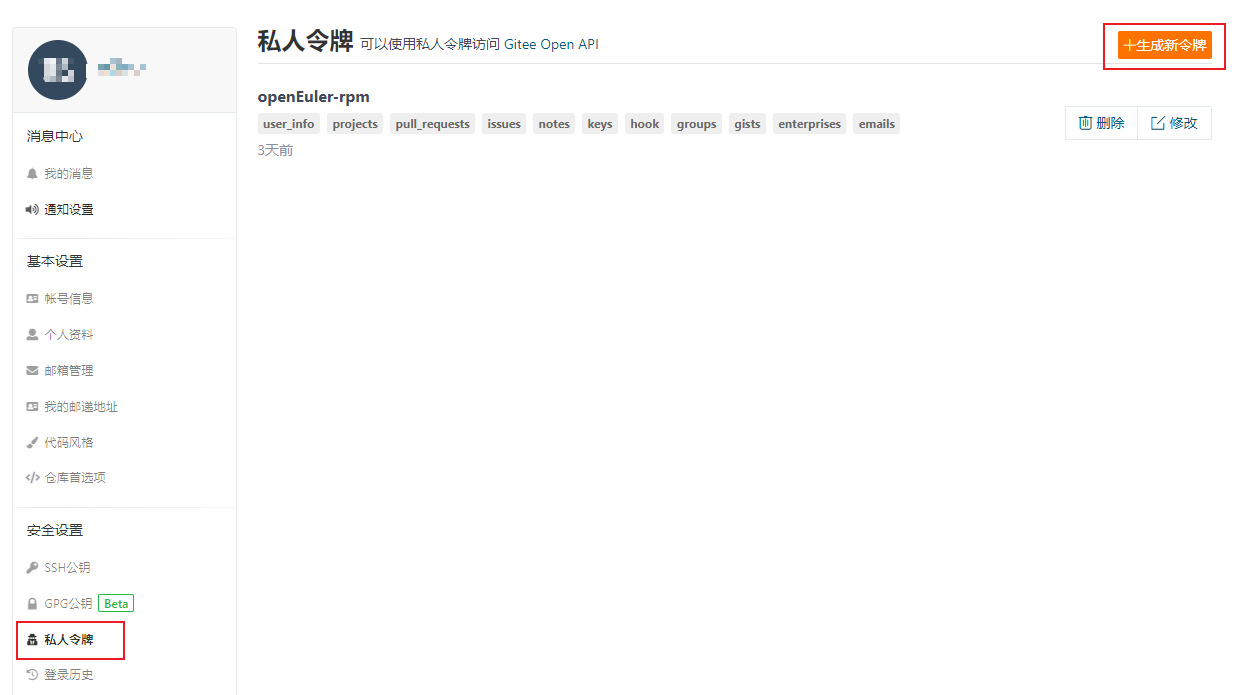 消息中心
我的消息
通知设置
基本设置
帐号信息
个人资料
邮箱管理
我的邮递地址
代码风格
仓库首选项
安全设置
SSH公钥
GPG公钥 Beta
私人令牌
登录历史
私人令牌 可以使用私人令牌访问 Gitee Open API
+生成新令牌
openEuler-rpm
user_info projects pull_requests issues notes keys hook groups gists enterprises emails
3天前
删除 修改